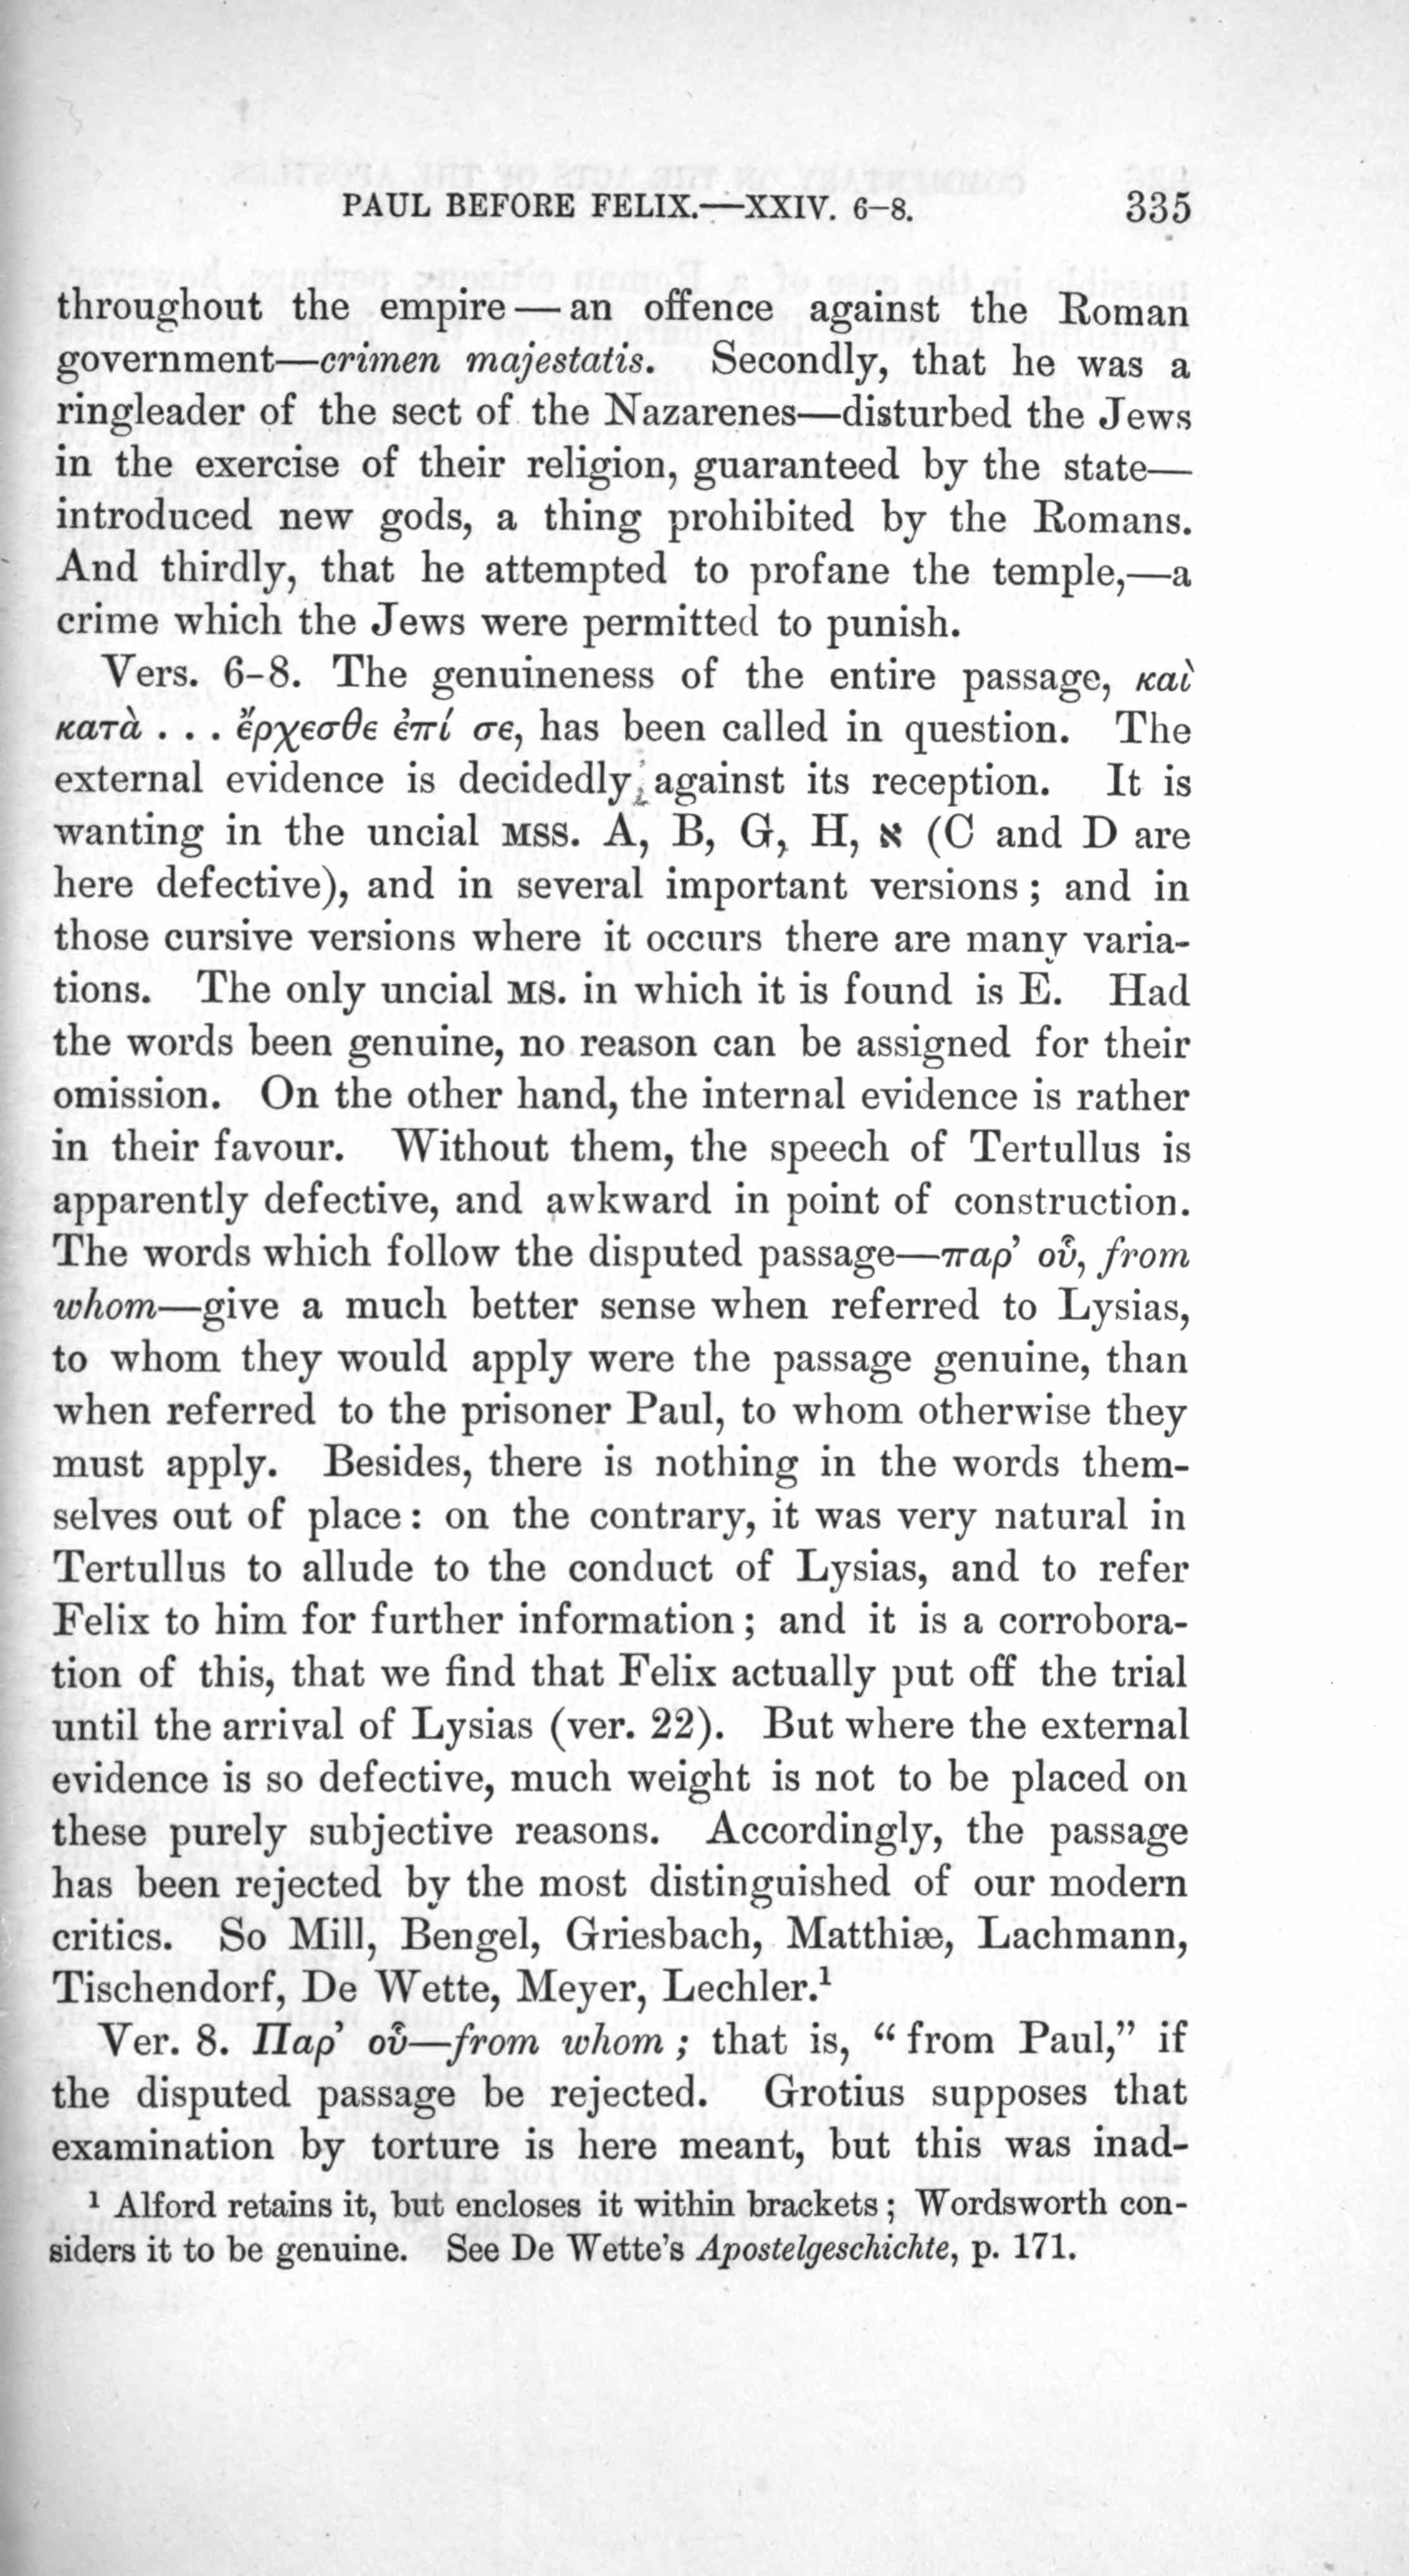 PAUL BEFORE FELIX.—XXIV. 6–8. 335
throughout the empire — an offence against the Roman
government—crimen majestatis. Secondly, that he was a
ringleader of the sect of the Nazarenes—disturbed the Jews
in the exercise of their religion, guaranteed by the state—
introduced new gods, a thing prohibited by the Romans.
And thirdly, that he attempted to profane the temple,—a
crime which the Jews were permitted to punish.
Vers. 6–8. The genuineness of the entire passage, καὶ
κατὰ . . . ἔρχεσθε ἐπί σε, has been called in question. The
external evidence is decidedly against its reception. It is
wanting in the uncial MSS. A, B, G, H, א (C and D are
here defective), and in several important versions ; and in
those cursive versions where it occurs there are many varia-
tions. The only uncial MS. in which it is found is E. Had
the words been genuine, no reason can be assigned for their
omission. On the other hand, the internal evidence is rather
in their favour. Without them, the speech of Tertullus is
apparently defective, and awkward in point of construction.
The words which follow the disputed passage—παρ’ οὗ, from
whom—give a much better sense when referred to Lysias,
to whom they would apply were the passage genuine, than
when referred to the prisoner Paul, to whom otherwise they
must apply. Besides, there is nothing in the words them-
selves out of place : on the contrary, it was very natural in
Tertullus to allude to the conduct of Lysias, and to refer
Felix to him for further information ; and it is a corrobora-
tion of this, that we find that Felix actually put off the trial
until the arrival of Lysias (ver. 22). But where the external
evidence is so defective, much weight is not to be placed on
these purely subjective reasons. Accordingly, the passage
has been rejected by the most distinguished of our modern
critics. So Mill, Bengel, Griesbach, Matthiæ, Lachmann,
Tischendorf, De Wette, Meyer, Lechler.¹
Ver. 8. Παρ’ οὗ—from whom ; that is, “ from Paul,” if
the disputed passage be rejected. Grotius supposes that
examination by torture is here meant, but this was inad-
¹ Alford retains it, but encloses it within brackets ; Wordsworth con-
siders it to be genuine. See De Wette’s Apostelgeschichte, p. 171.